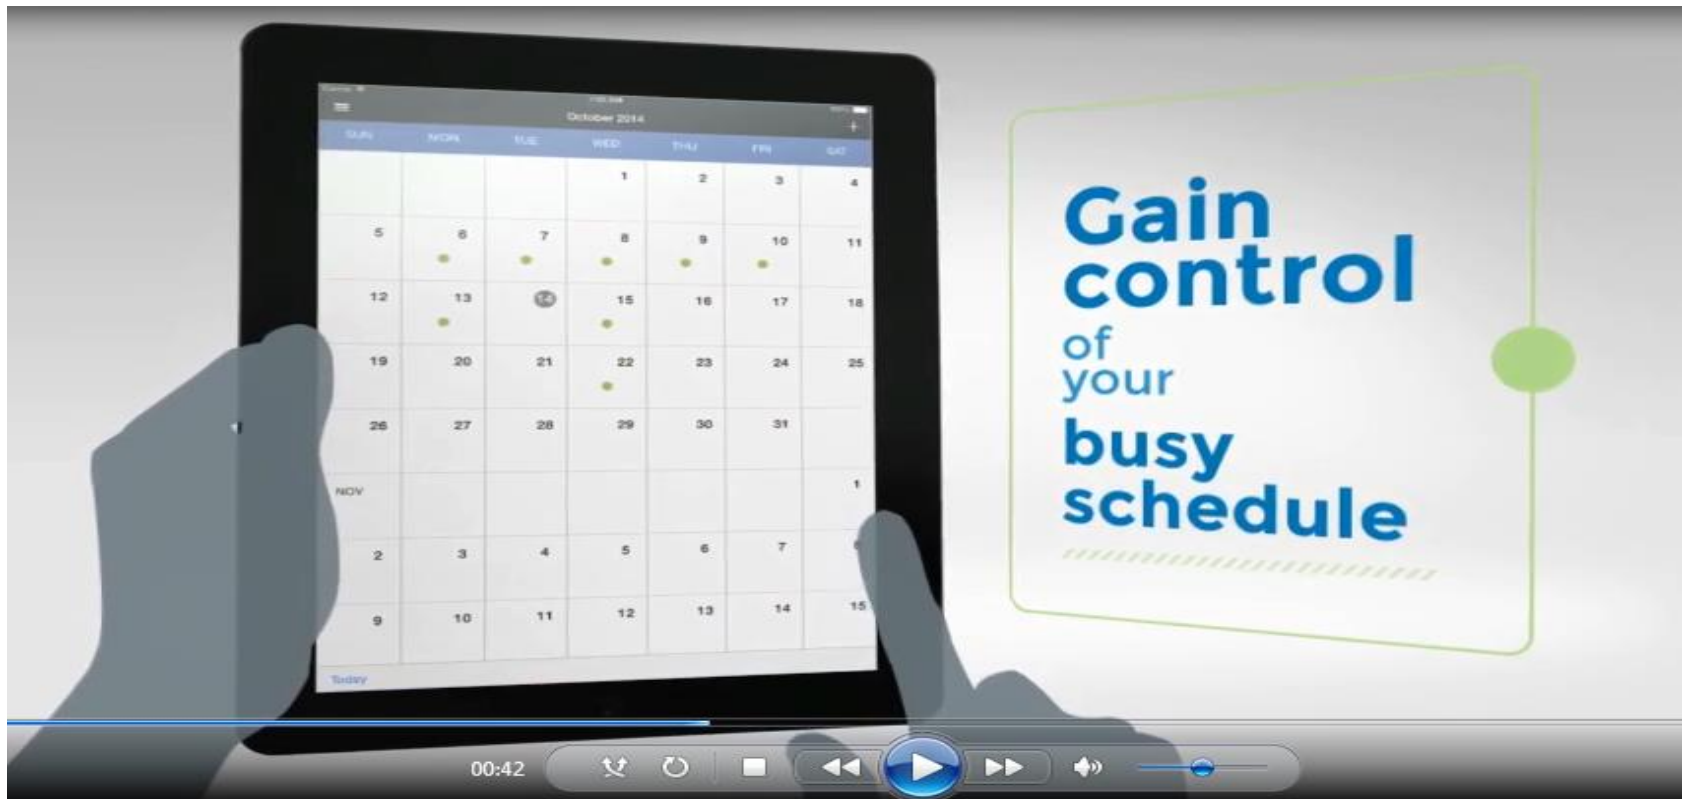 October 2014
SUN MON TUE WED THU FRI SAT
1 2 3 4
5 6 7 8 9 10 11
12 13 14 15 16 17 18
19 20 21 22 23 24 25
26 27 28 29 30 31
NOV
1
2 3 4 5 6 7
9 10 11 12 13 14 15
Today
Gain
control
of
your
busy
schedule
00:42